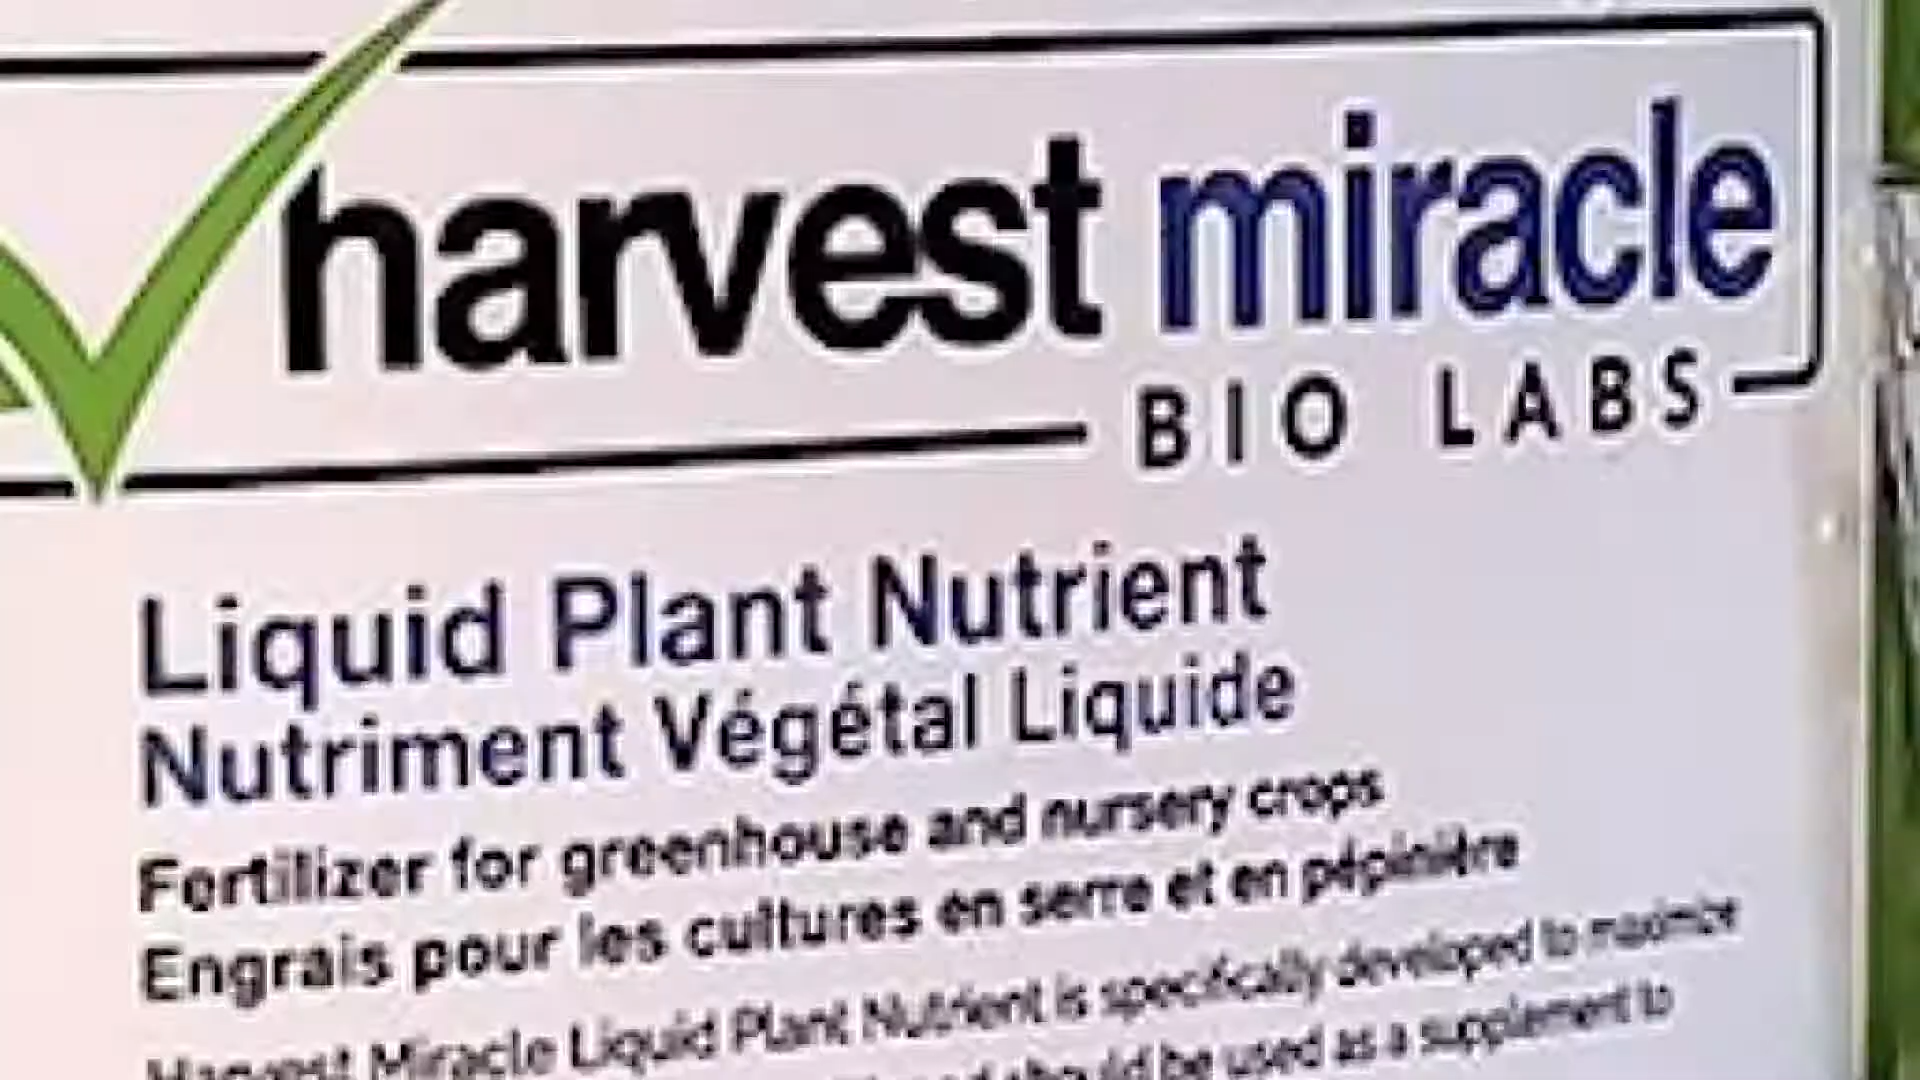 harvest miracle
BIO LABS
Liquid Plant Nutrient
Nutriment Végétal Liquide
Fertilizer for greenhouse and nursery crops
Engrais pour les cultures en serre et en pépinière
Harvest Miracle Liquid Plant Nutrient is specifically developed to maximize
should be used as a supplement to